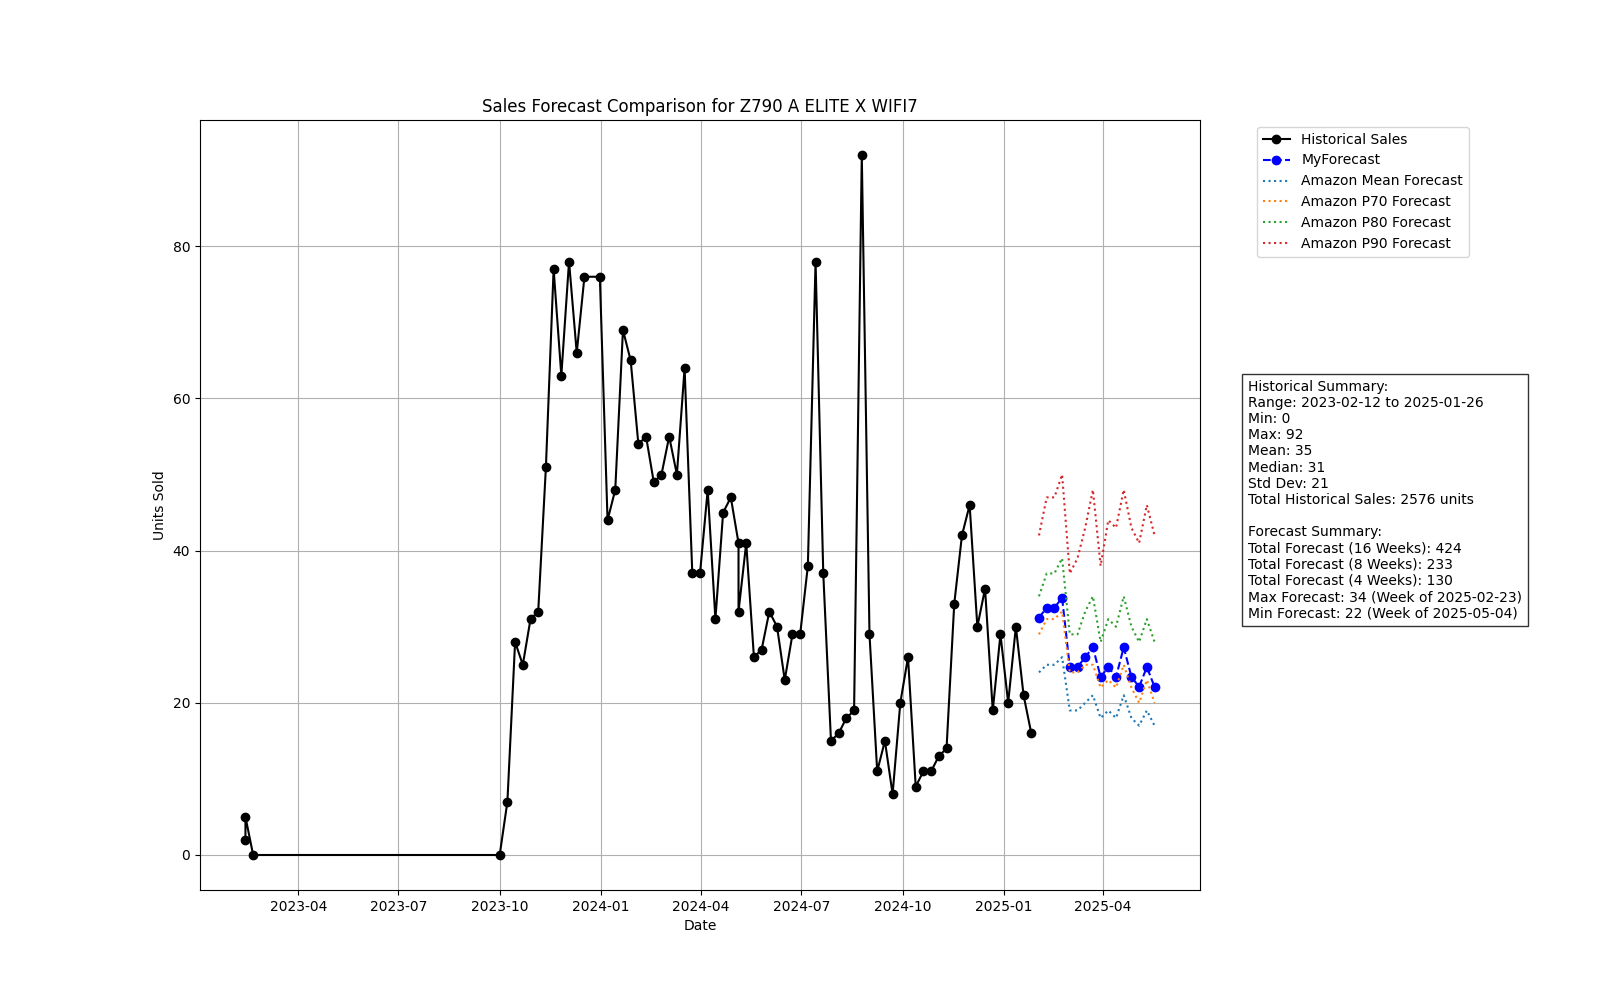 Sales Forecast Comparison for Z790 A ELITE X WIFI7
Units Sold
80
60
40
20
0
2023-04
2023-07
2023-10
2024-01
2024-04
2024-07
2024-10
2025-01
2025-04
Date
Historical Sales
MyForecast
Amazon Mean Forecast
Amazon P70 Forecast
Amazon P80 Forecast
Amazon P90 Forecast
Historical Summary:
Range: 2023-02-12 to 2025-01-26
Min: 0
Max: 92
Mean: 35
Median: 31
Std Dev: 21
Total Historical Sales: 2576 units
Forecast Summary:
Total Forecast (16 Weeks): 424
Total Forecast (8 Weeks): 233
Total Forecast (4 Weeks): 130
Max Forecast: 34 (Week of 2025-02-23)
Min Forecast: 22 (Week of 2025-05-04)